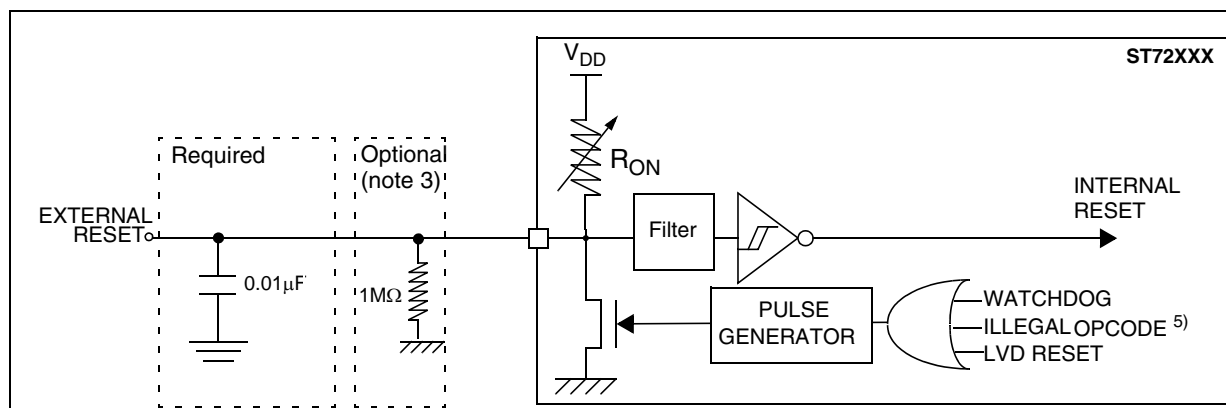 ST72XXX
VDD
RON
Required
Optional
(note 3)
EXTERNAL
RESET
0.01μF
1MΩ
Filter
INTERNAL
RESET
PULSE
GENERATOR
WATCHDOG
ILLEGAL OPCODE 5)
LVD RESET